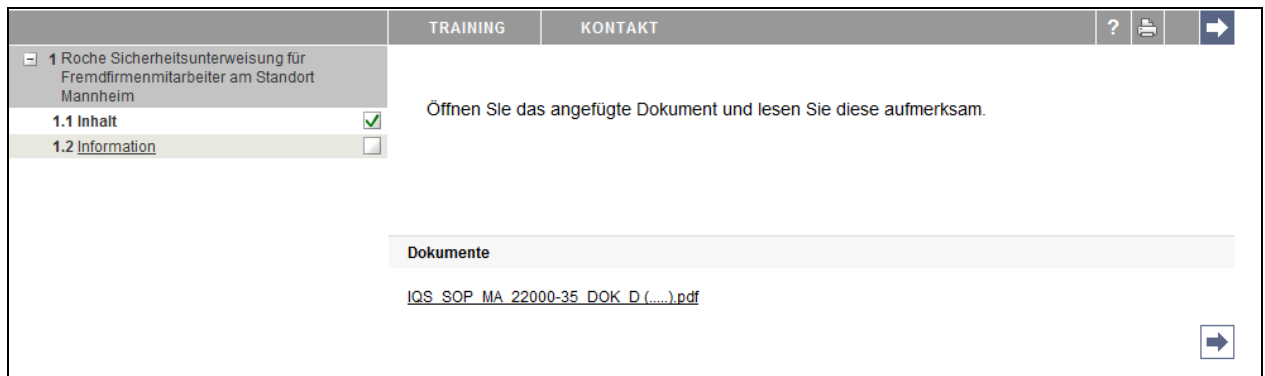 TRAINING
KONTAKT
?
1 Roche Sicherheitsunterweisung für
Fremdfirmenmitarbeiter am Standort
Mannheim
1.1 Inhalt
1.2 Information
Öffnen Sie das angefügte Dokument und lesen Sie diese aufmerksam.
Dokumente
IQS_SOP_MA_22000-35_DOK_D (.....).pdf